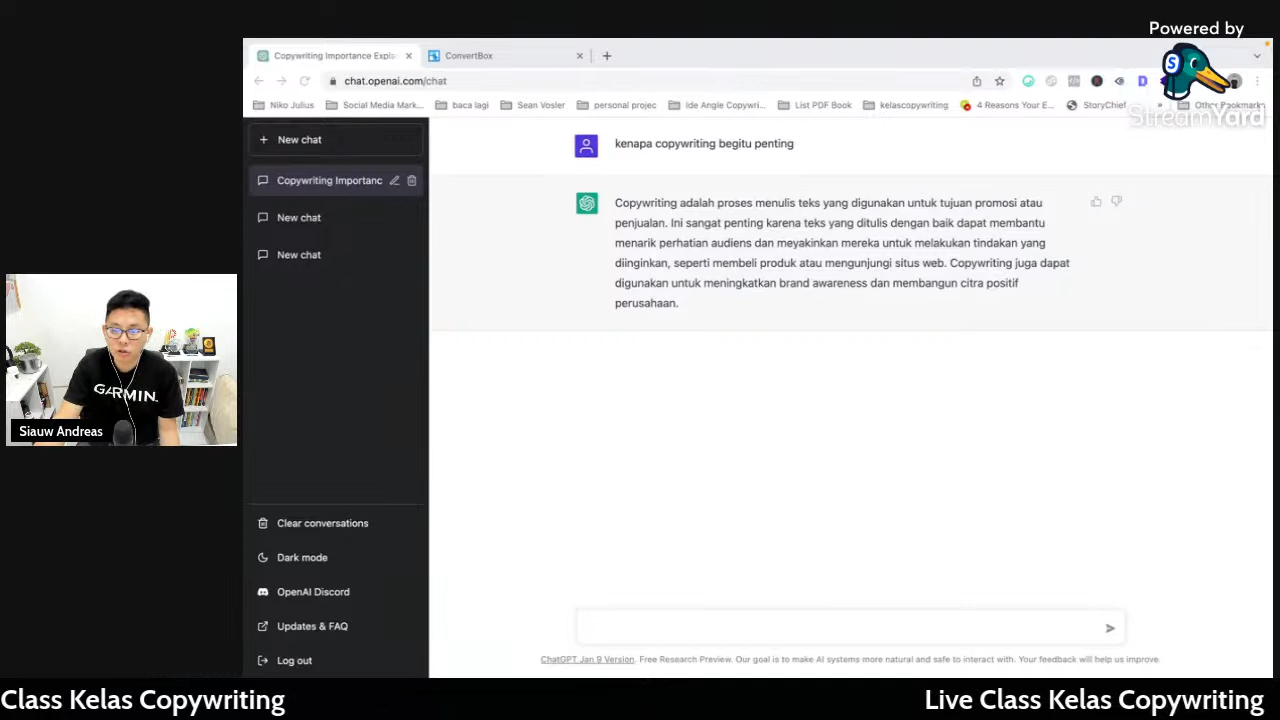 Powered by
StreamYard
Copywriting Importance Expla
ConvertBox
chat.openai.com/chat
Niko Julius
Social Media Mark...
baca lagi
Sean Vosler
personal projec
Ide Angle Copywri...
List PDF Book
kelascopywriting
4 Reasons Your E...
StoryChief
»
Other Bookmarks
+ New chat
Copywriting Importanc
New chat
New chat
kenapa copywriting begitu penting
Copywriting adalah proses menulis teks yang digunakan untuk tujuan promosi atau
penjualan. Ini sangat penting karena teks yang ditulis dengan baik dapat membantu
menarik perhatian audiens dan meyakinkan mereka untuk melakukan tindakan yang
diinginkan, seperti membeli produk atau mengunjungi situs web. Copywriting juga dapat
digunakan untuk meningkatkan brand awareness dan membangun citra positif
perusahaan.
GARMIN
Siauw Andreas
Clear conversations
Dark mode
OpenAI Discord
Updates & FAQ
Log out
ChatGPT Jan 9 Version. Free Research Preview. Our goal is to make AI systems more natural and safe to interact with. Your feedback will help us improve.
Class Kelas Copywriting
Live Class Kelas Copywriting